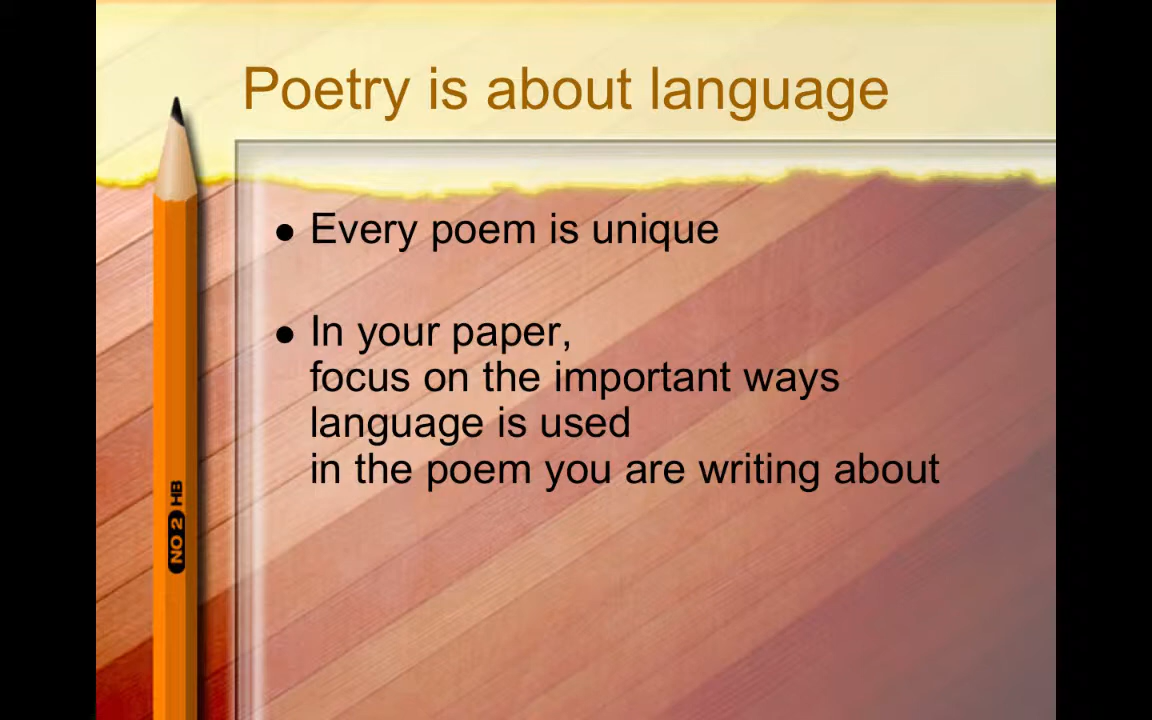 Poetry is about language
● Every poem is unique
● In your paper,
focus on the important ways
language is used
in the poem you are writing about
NO 2 HB